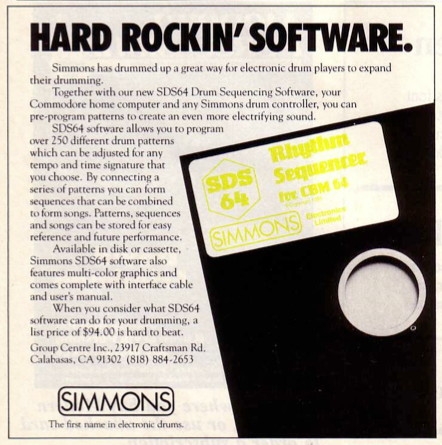 HARD ROCKIN' SOFTWARE.
Simmons has drummed up a great way for electronic drum players to expand
their drumming.
Together with our new SDS64 Drum Sequencing Software, your
Commodore home computer and any Simmons drum controller, you can
pre-program patterns to create an even more electrifying sound.
SDS64 software allows you to program
over 250 different drum patterns
which can be adjusted for any
tempo and time signature that
you choose. By connecting a
series of patterns you can form
sequences that can be combined
to form songs. Patterns, sequences
and songs can be stored for easy
reference and future performance.
Available in disk or cassette,
Simmons SDS64 software also
features multi-color graphics and
comes complete with interface cable
and user's manual.
When you consider what SDS64
software can do for your drumming, a
list price of $94.00 is hard to beat.
Group Centre Inc., 23917 Craftsman Rd.
Calabasas, CA 91302 (818) 884-2653
SIMMONS
The first name in electronic drums.
SDS
64
Rhythm
Sequencer
for CBM 64
SIMMONS
Electronics
Limited